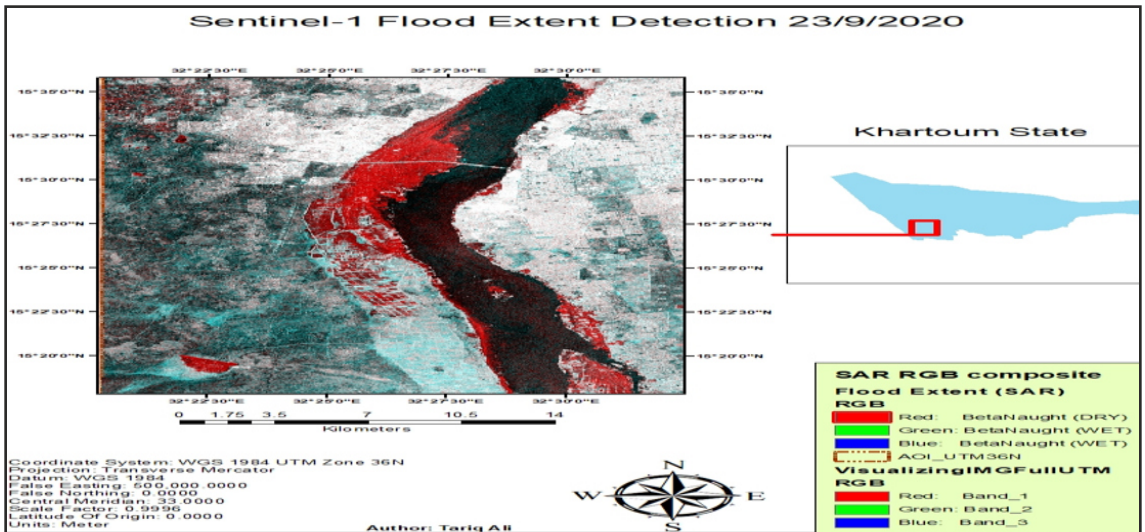 Sentinel-1 Flood Extent Detection 23/9/2020
32°22'30"E 32°25'0"E 32°27'30"E 32°30'0"E
15°35'0"N 15°35'0"N
15°32'30"N 15°32'30"N
15°30'0"N 15°30'0"N
15°27'30"N 15°27'30"N
15°25'0"N 15°25'0"N
15°22'30"N 15°22'30"N
15°20'0"N 15°20'0"N
32°22'30"E 32°25'0"E 32°27'30"E 32°30'0"E
0 1.75 3.5 7 10.5 14
Kilometers
Khartoum State
Coordinate System: WGS 1984 UTM Zone 36N
Projection: Transverse Mercator
Datum: WGS 1984
False Easting: 500,000.0000
False Northing: 0.0000
Central Meridian: 33.0000
Scale Factor: 0.9996
Latitude Of Origin: 0.0000
Units: Meter
Author: Tariq Ali
N
W E
S
SAR RGB composite
Flood Extent (SAR)
RGB
Red: BetaNaught (DRY)
Green: BetaNaught (WET)
Blue: BetaNaught (WET)
AOI_UTM36N
VisualizingIMGFullUTM
RGB
Red: Band_1
Green: Band_2
Blue: Band_3